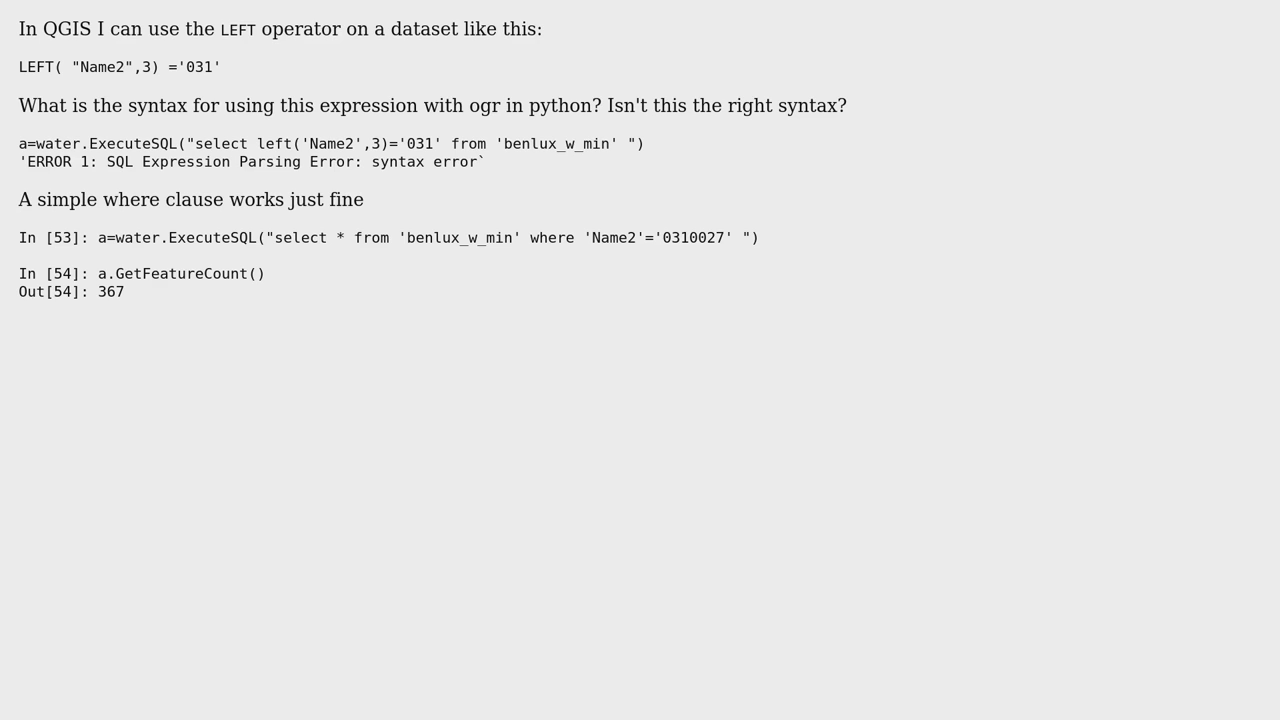 In QGIS I can use the LEFT operator on a dataset like this:
LEFT( "Name2",3) ='031'
What is the syntax for using this expression with ogr in python? Isn't this the right syntax?
a=water.ExecuteSQL("select left('Name2',3)='031' from 'benlux_w_min' ")
'ERROR 1: SQL Expression Parsing Error: syntax error`
A simple where clause works just fine
In [53]: a=water.ExecuteSQL("select * from 'benlux_w_min' where 'Name2'='0310027' ")
In [54]: a.GetFeatureCount()
Out[54]: 367